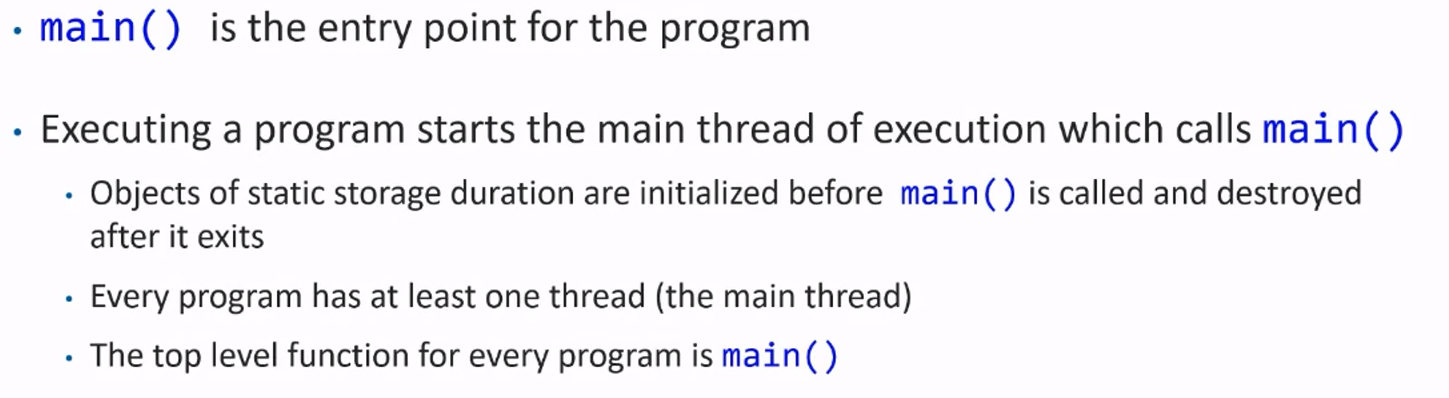 • main() is the entry point for the program
• Executing a program starts the main thread of execution which calls main()
• Objects of static storage duration are initialized before main() is called and destroyed
after it exits
• Every program has at least one thread (the main thread)
• The top level function for every program is main()